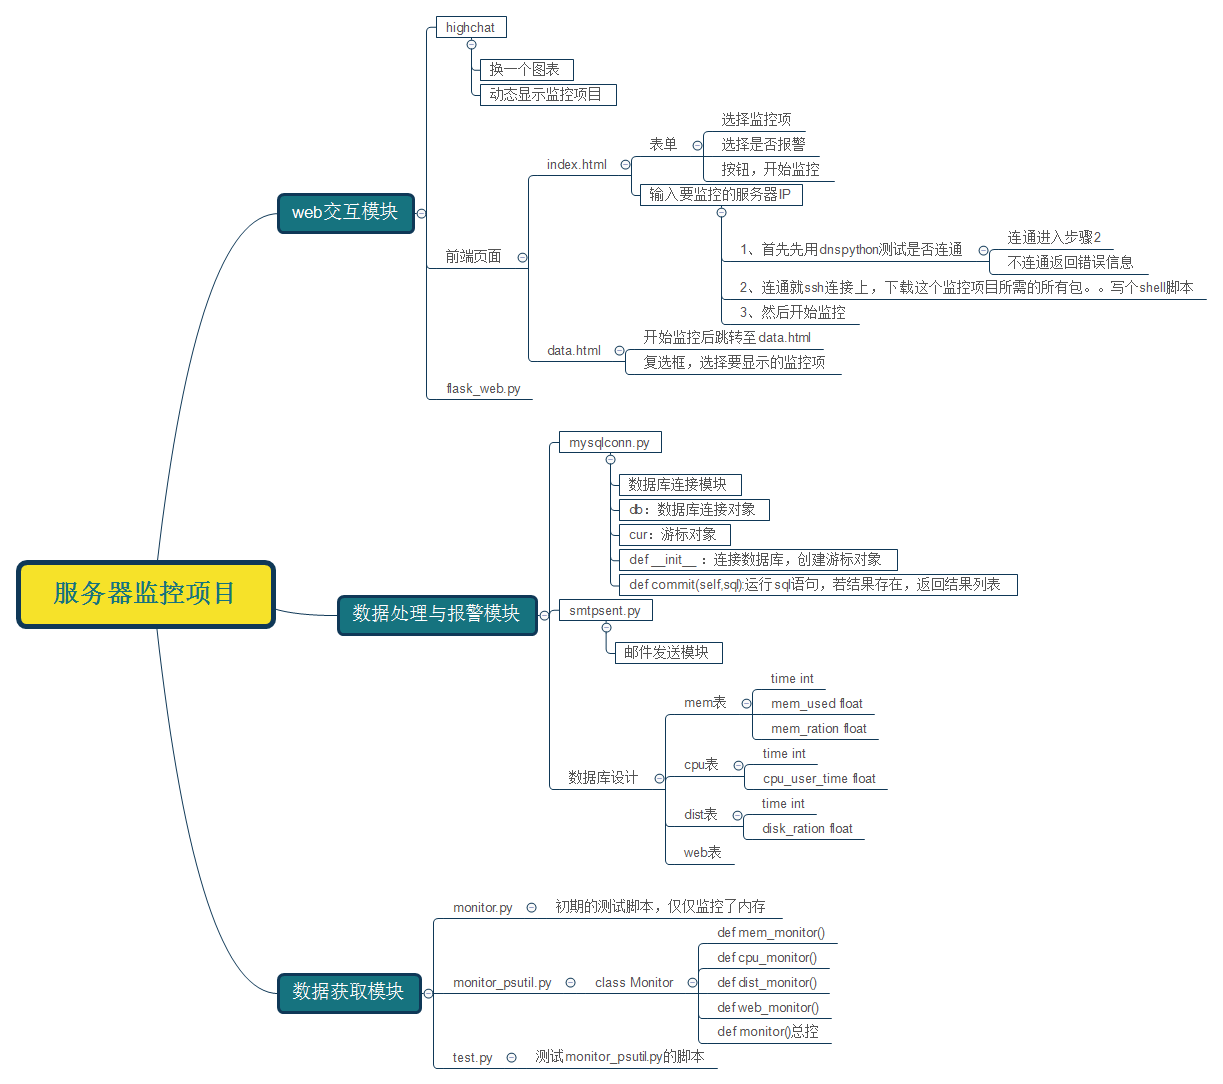 服务器监控项目
web交互模块
highchat
换一个图表
动态显示监控项目
前端页面
index.html
表单
选择监控项
选择是否报警
按钮，开始监控
输入要监控的服务器IP
1、首先先用dnspython测试是否连通
连通进入步骤2
不连通返回错误信息
2、连通就ssh连接上，下载这个监控项目所需的所有包。。写个shell脚本
3、然后开始监控
data.html
开始监控后跳转至data.html
复选框，选择要显示的监控项
flask_web.py
数据处理与报警模块
mysqlconn.py
数据库连接模块
db：数据库连接对象
cur：游标对象
def __init__ ：连接数据库，创建游标对象
def commit(self,sql):运行sql语句，若结果存在，返回结果列表
smtpsent.py
邮件发送模块
数据库设计
mem表
time int
mem_used float
mem_ration float
cpu表
time int
cpu_user_time float
dist表
time int
disk_ration float
web表
数据获取模块
monitor.py
初期的测试脚本，仅仅监控了内存
monitor_psutil.py
class Monitor
def mem_monitor()
def cpu_monitor()
def dist_monitor()
def web_monitor()
def monitor()总控
test.py
测试monitor_psutil.py的脚本